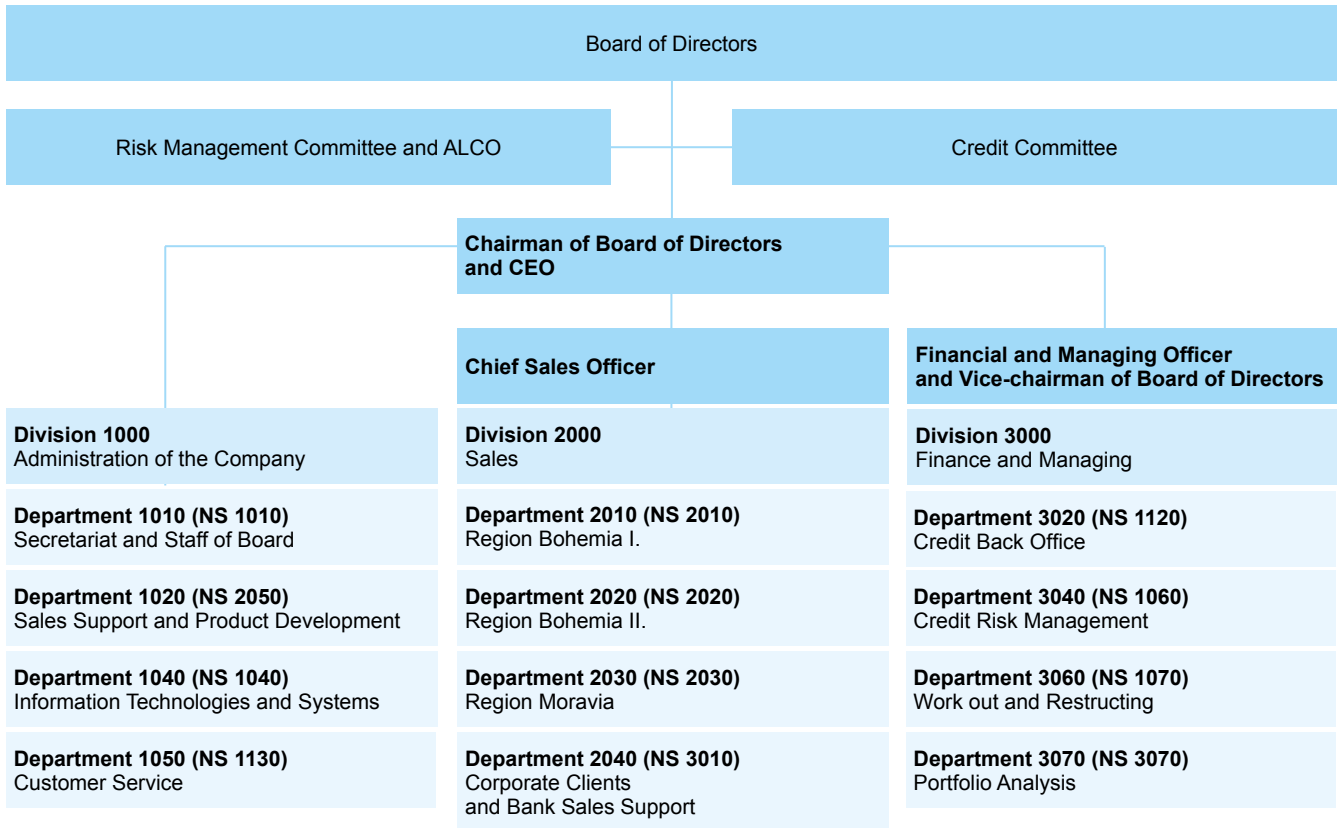 Board of Directors
Risk Management Committee and ALCO
Credit Committee
Chairman of Board of Directors
and CEO
Chief Sales Officer
Financial and Managing Officer
and Vice-chairman of Board of Directors
Division 1000
Administration of the Company
Department 1010 (NS 1010)
Secretariat and Staff of Board
Department 1020 (NS 2050)
Sales Support and Product Development
Department 1040 (NS 1040)
Information Technologies and Systems
Department 1050 (NS 1130)
Customer Service
Division 2000
Sales
Department 2010 (NS 2010)
Region Bohemia I.
Department 2020 (NS 2020)
Region Bohemia II.
Department 2030 (NS 2030)
Region Moravia
Department 2040 (NS 3010)
Corporate Clients
and Bank Sales Support
Division 3000
Finance and Managing
Department 3020 (NS 1120)
Credit Back Office
Department 3040 (NS 1060)
Credit Risk Management
Department 3060 (NS 1070)
Work out and Restructing
Department 3070 (NS 3070)
Portfolio Analysis